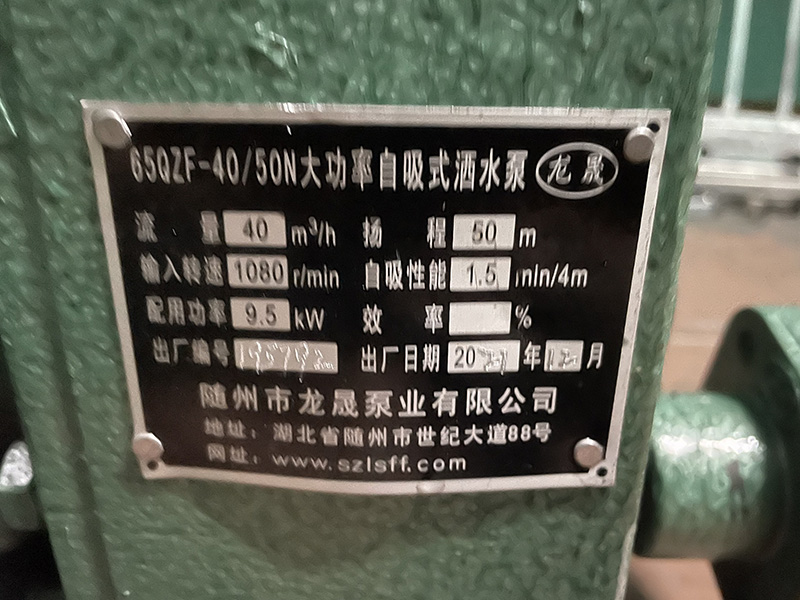 65QZF-40/50N大功率自吸式洒水泵 龙晟
流量 40 m³/h 扬程 50 m
输入转速 1080 r/min 自吸性能 1.5 min/4m
配用功率 9.5 kW 效率 %
出厂编号 出厂日期 20 年 12 月
随州市龙晟泵业有限公司
地址：湖北省随州市世纪大道88号
网址：www.szlsff.com